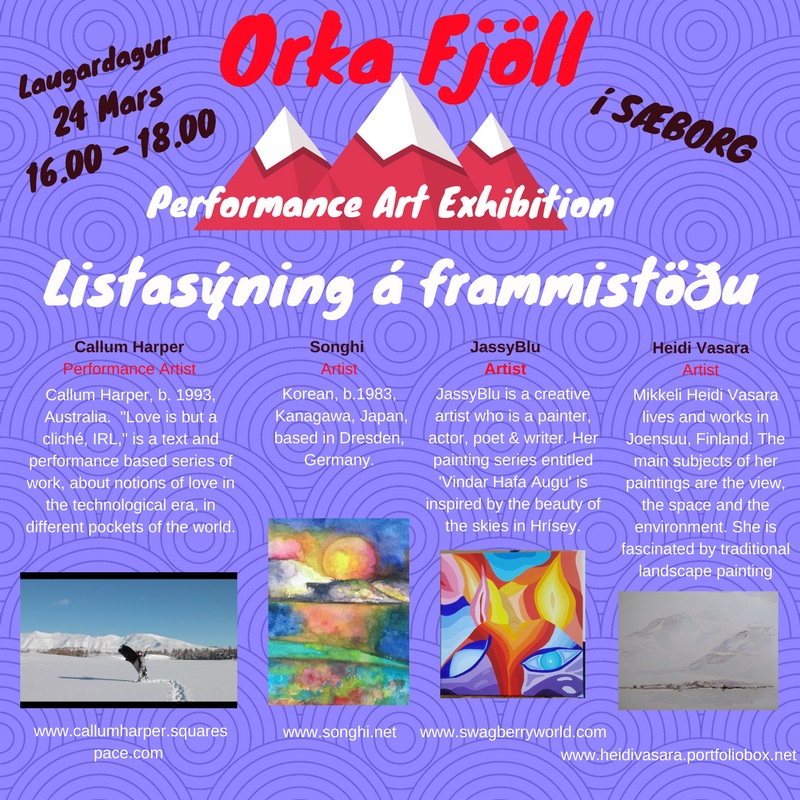 Orka Fjöll
Laugardagur
24 Mars
16.00 - 18.00
í SÆBORG
Performance Art Exhibition
Listasýning á frammistöðu
Callum Harper
Performance Artist
Callum Harper, b. 1993,
Australia. "Love is but a
cliché, IRL," is a text and
performance based series of
work, about notions of love in
the technological era, in
different pockets of the world.
www.callumharper.squares
pace.com
Songhi
Artist
Korean, b.1983,
Kanagawa, Japan,
based in Dresden,
Germany.
www.songhi.net
JassyBlu
Artist
JassyBlu is a creative
artist who is a painter,
actor, poet & writer. Her
painting series entitled
'Vindar Hafa Augu' is
inspired by the beauty of
the skies in Hrísey.
www.swagberryworld.com
Heidi Vasara
Artist
Mikkeli Heidi Vasara
lives and works in
Joensuu, Finland. The
main subjects of her
paintings are the view,
the space and the
environment. She is
fascinated by traditional
landscape painting
www.heidivasara.portfoliobox.net